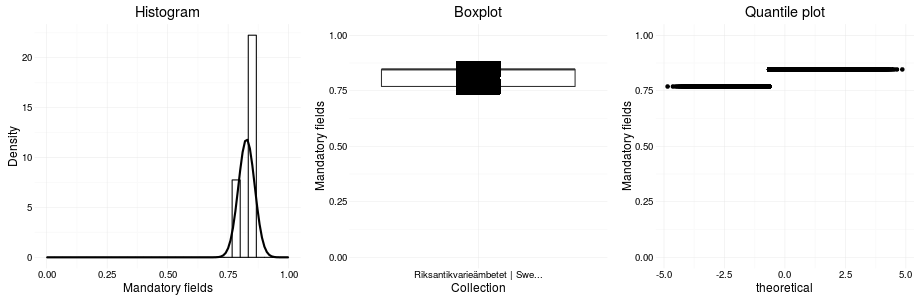 Histogram
Density
20
15
10
5
0
0.00 0.25 0.50 0.75 1.00
Mandatory fields
Boxplot
Mandatory fields
1.00
0.75
0.50
0.25
0.00
Riksantikvarieämbetet | Swe...
Collection
Quantile plot
Mandatory fields
1.00
0.75
0.50
0.25
0.00
-5.0 -2.5 0.0 2.5 5.0
theoretical